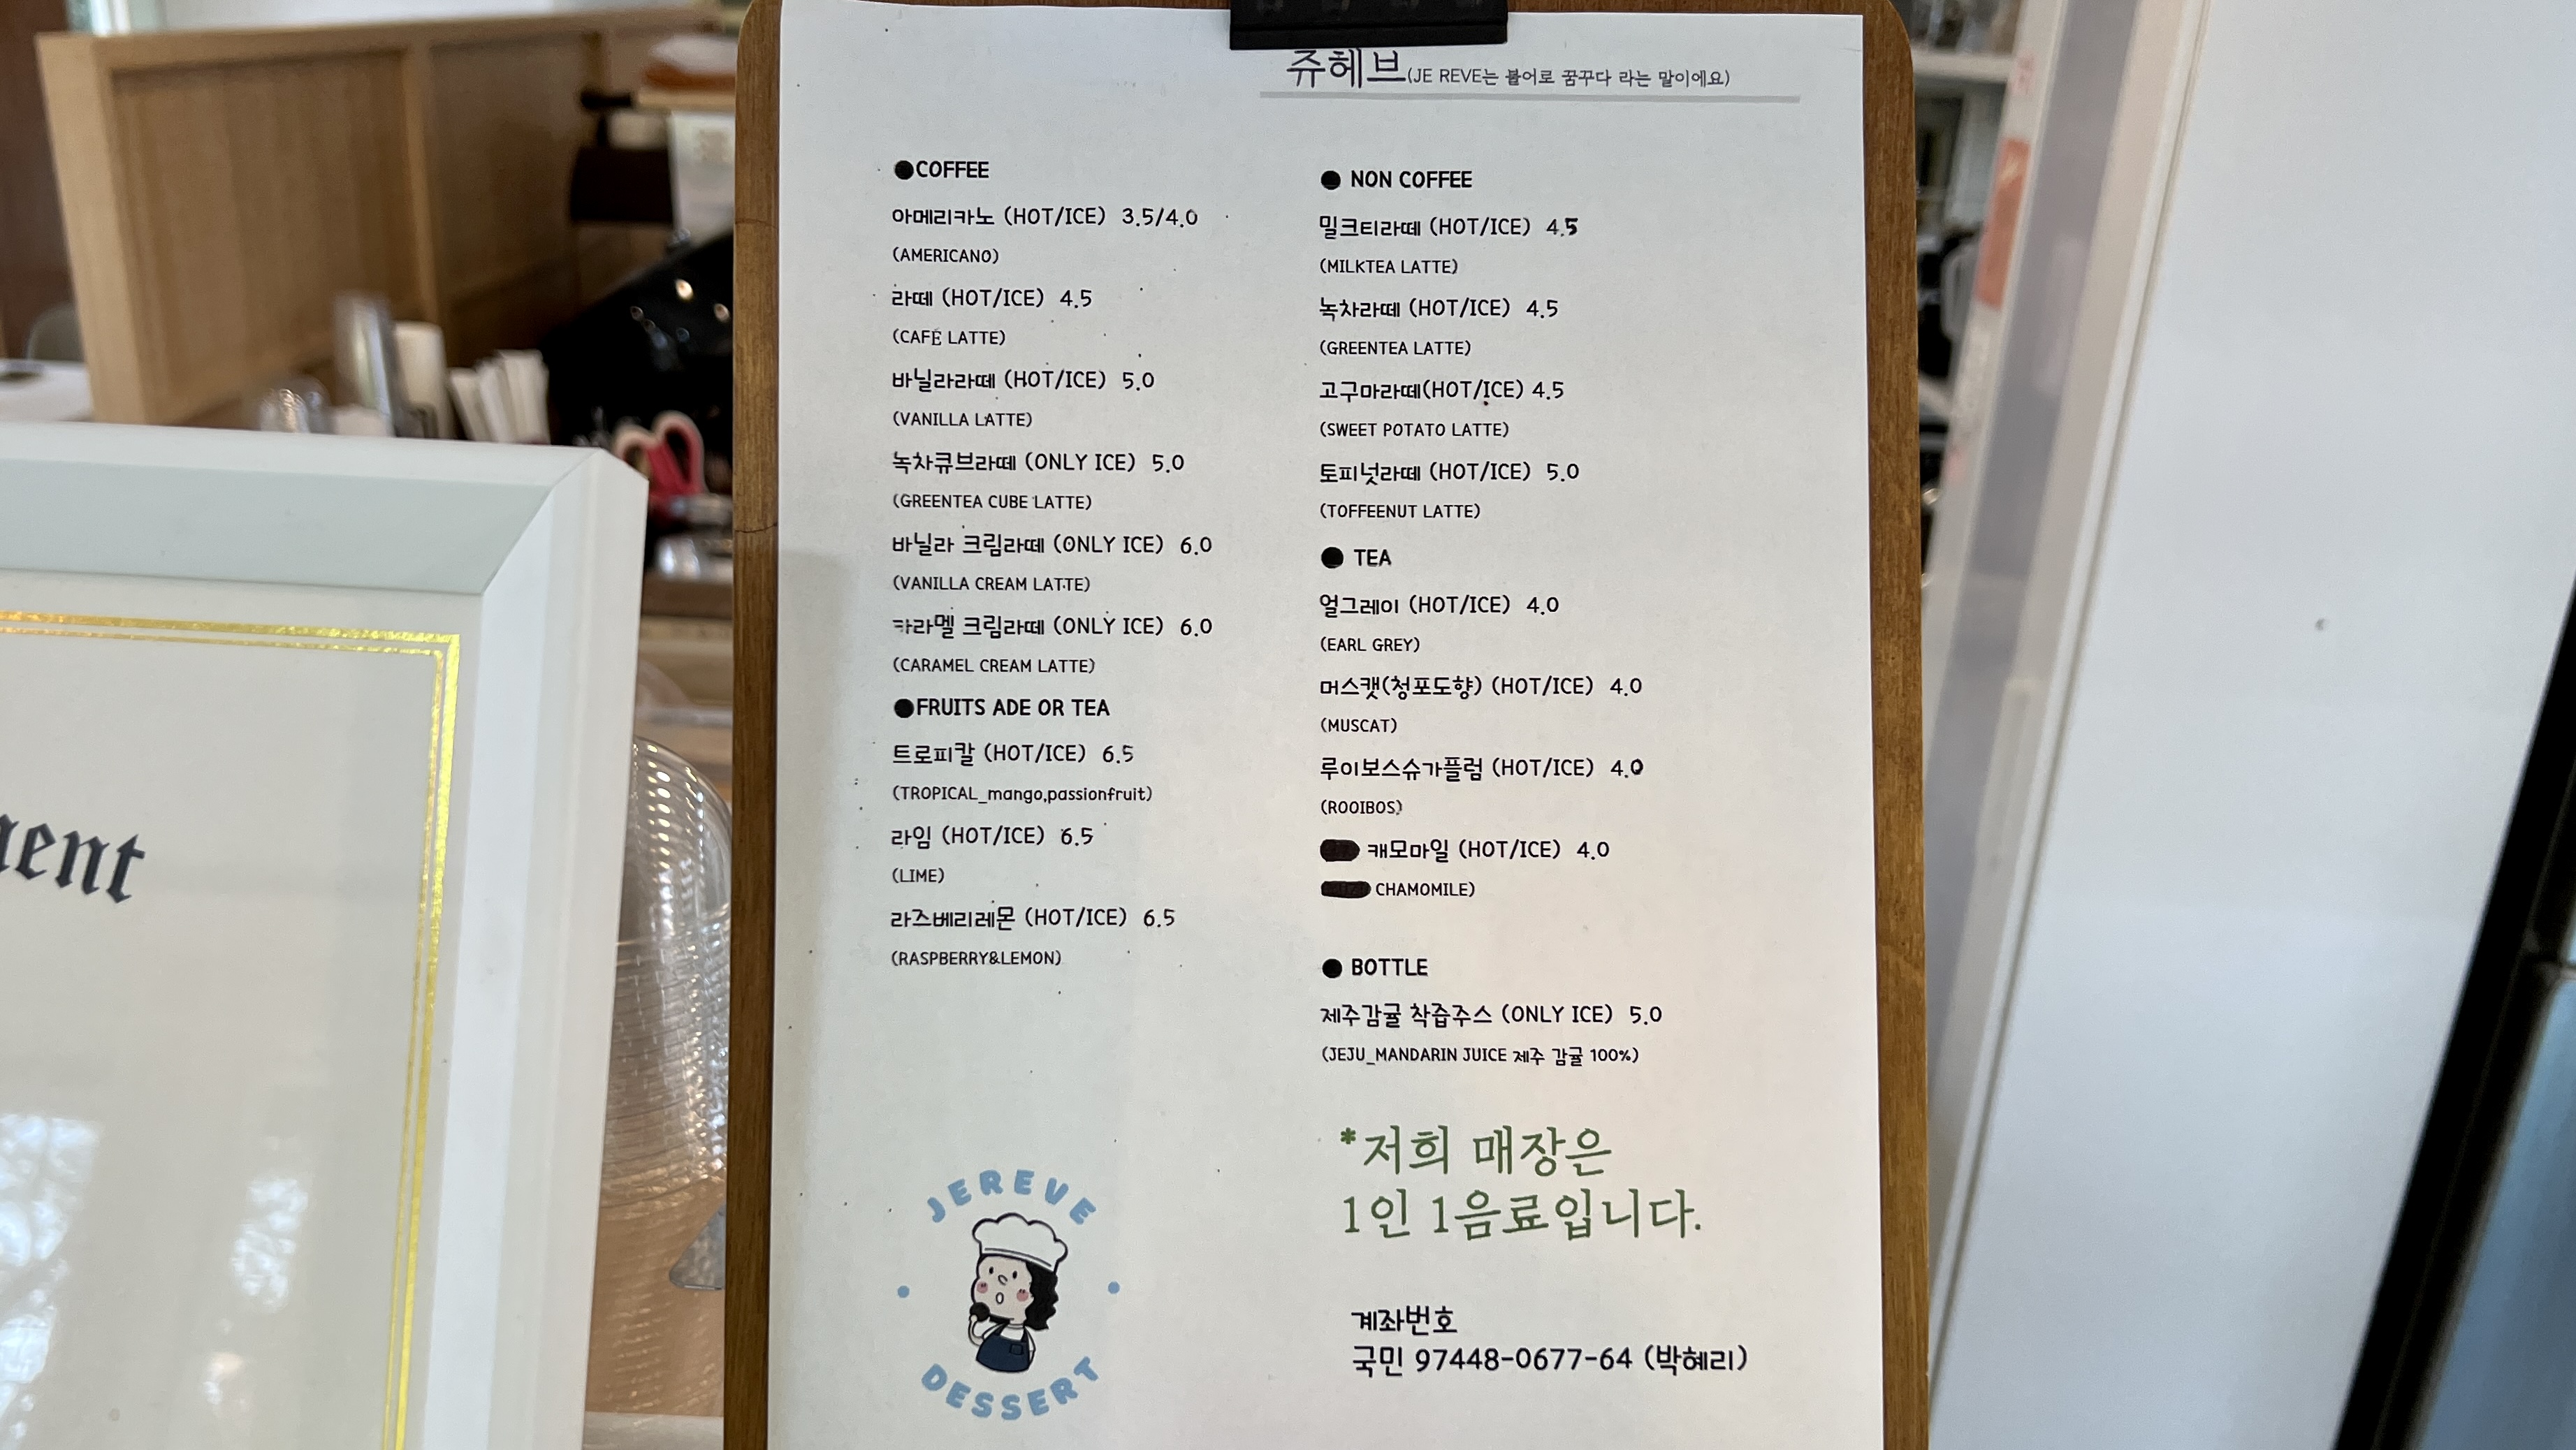 쥬헤브(JE REVE는 불어로 꿈꾸다 라는 말이에요)
●COFFEE
아메리카노 (HOT/ICE) 3.5/4.0
(AMERICANO)
라떼 (HOT/ICE) 4.5
(CAFE LATTE)
바닐라라떼 (HOT/ICE) 5.0
(VANILLA LATTE)
녹차큐브라떼 (ONLY ICE) 5.0
(GREENTEA CUBE LATTE)
바닐라 크림라떼 (ONLY ICE) 6.0
(VANILLA CREAM LATTE)
카라멜 크림라떼 (ONLY ICE) 6.0
(CARAMEL CREAM LATTE)
●FRUITS ADE OR TEA
트로피칼 (HOT/ICE) 6.5
(TROPICAL_mango,passionfruit)
라임 (HOT/ICE) 6.5
(LIME)
라즈베리레몬 (HOT/ICE) 6.5
(RASPBERRY&LEMON)
● NON COFFEE
밀크티라떼 (HOT/ICE) 4.5
(MILKTEA LATTE)
녹차라떼 (HOT/ICE) 4.5
(GREENTEA LATTE)
고구마라떼(HOT/ICE) 4.5
(SWEET POTATO LATTE)
토피넛라떼 (HOT/ICE) 5.0
(TOFFEENUT LATTE)
● TEA
얼그레이 (HOT/ICE) 4.0
(EARL GREY)
머스캣(청포도향) (HOT/ICE) 4.0
(MUSCAT)
루이보스슈가플럼 (HOT/ICE) 4.0
(ROOIBOS)
캐모마일 (HOT/ICE) 4.0
CHAMOMILE)
● BOTTLE
제주감귤 착즙주스 (ONLY ICE) 5.0
(JEJU_MANDARIN JUICE 제주 감귤 100%)
*저희 매장은
1인 1음료입니다.
계좌번호
국민 97448-0677-64 (박혜리)
JEREVE
DESSERT